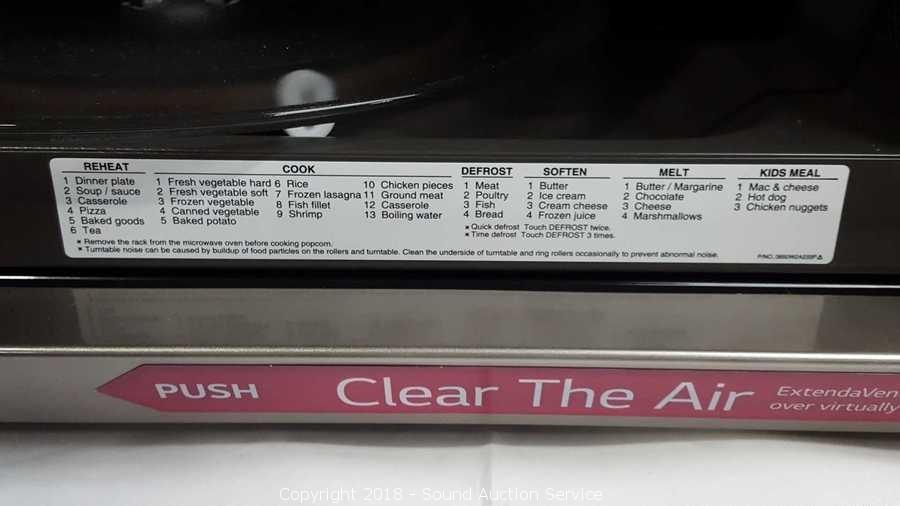 REHEAT
1 Dinner plate
2 Soup / sauce
3 Casserole
4 Pizza
5 Baked goods
6 Tea
COOK
1 Fresh vegetable hard
2 Fresh vegetable soft
3 Frozen vegetable
4 Canned vegetable
5 Baked potato
6 Rice
7 Frozen lasagna
8 Fish fillet
9 Shrimp
10 Chicken pieces
11 Ground meat
12 Casserole
13 Boiling water
DEFROST
1 Meat
2 Poultry
3 Fish
4 Bread
SOFTEN
1 Butter
2 Ice cream
3 Cream cheese
4 Frozen juice
* Quick defrost Touch DEFROST twice.
* Time defrost Touch DEFROST 3 times.
MELT
1 Butter / Margarine
2 Chocolate
3 Cheese
4 Marshmallows
KIDS MEAL
1 Mac & cheese
2 Hot dog
3 Chicken nuggets
* Remove the rack from the microwave oven before cooking popcorn.
* Turntable noise can be caused by buildup of food particles on the rollers and turntable. Clean the underside of turntable and ring rollers occasionally to prevent abnormal noise.
P/NO.:
PUSH
Clear The Air
ExtendaVen
over virtually
Copyright 2018 - Sound Auction Service